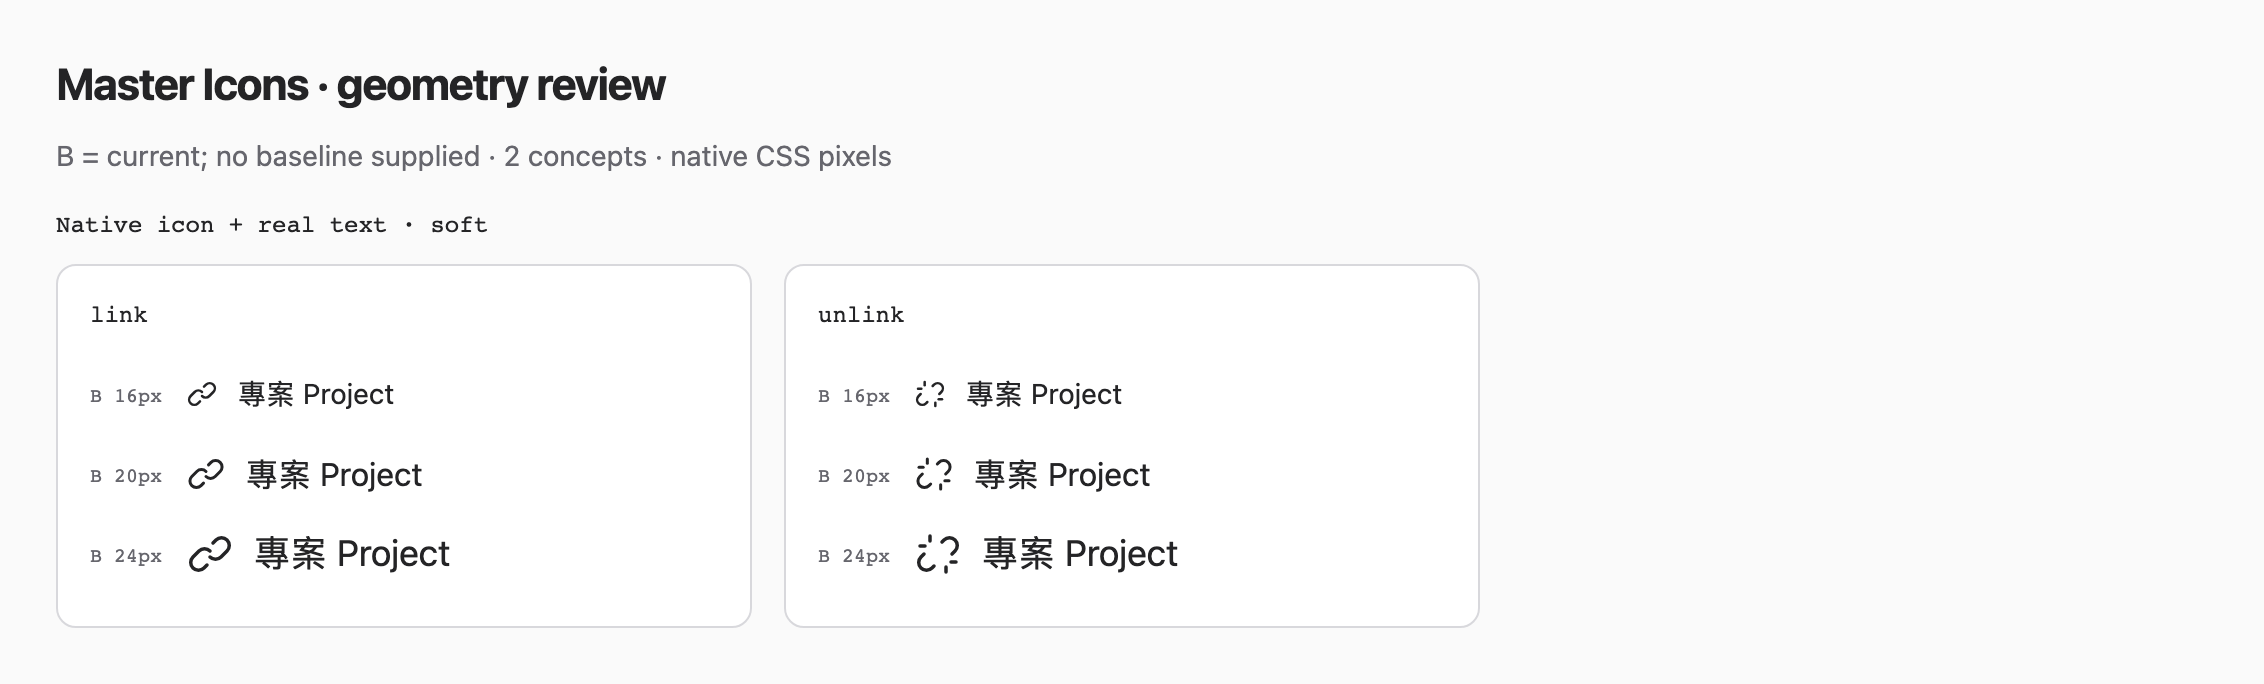 Master Icons · geometry review
B = current; no baseline supplied · 2 concepts · native CSS pixels
Native icon + real text · soft
link
B 16px 專案 Project
B 20px 專案 Project
B 24px 專案 Project
unlink
B 16px 專案 Project
B 20px 專案 Project
B 24px 專案 Project